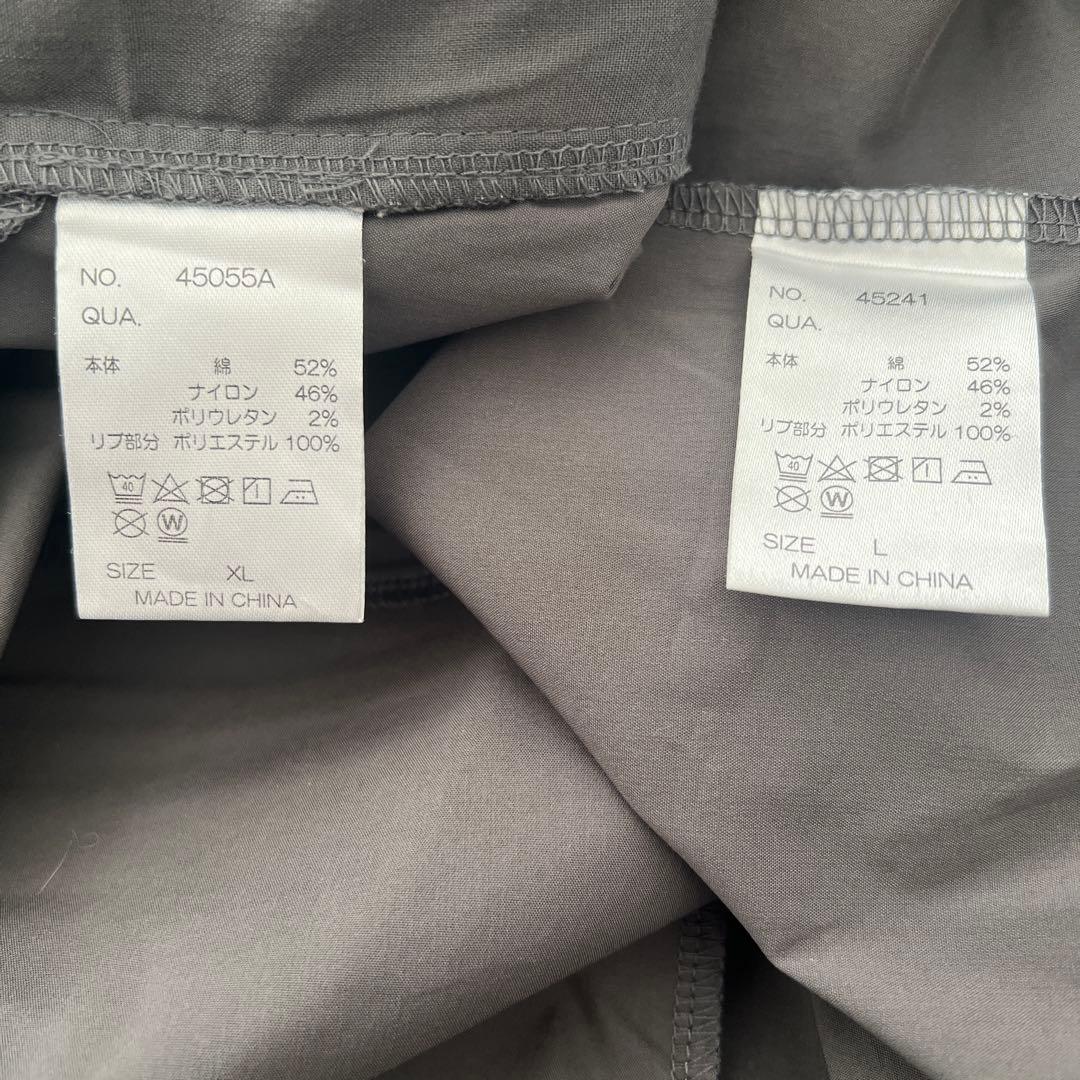 NO. 45055A
QUA.
本体 綿 52%
ナイロン 46%
ポリウレタン 2%
リブ部分 ポリエステル 100%
40
W
SIZE XL
MADE IN CHINA
NO. 45241
QUA.
本体 綿 52%
ナイロン 46%
ポリウレタン 2%
リブ部分 ポリエステル 100%
40
W
SIZE L
MADE IN CHINA